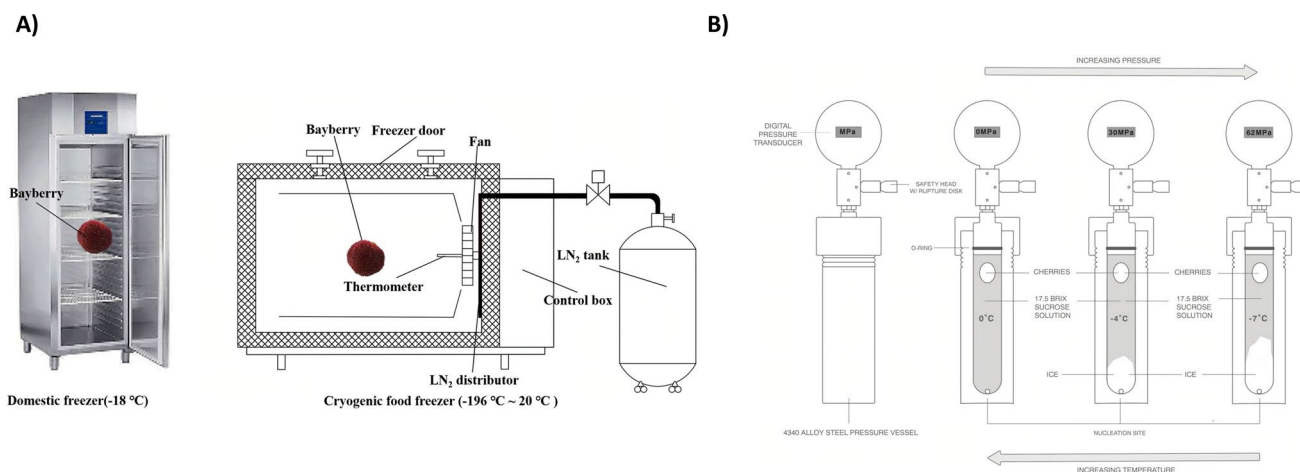 A)
Bayberry
Domestic freezer(-18 °C)
Bayberry
Freezer door
Fan
Thermometer
LN₂ tank
Control box
LN₂ distributor
Cryogenic food freezer (-196 °C ~ 20 °C)
B)
INCREASING PRESSURE
DIGITAL
PRESSURE
TRANSDUCER
MPa
0MPa
30MPa
62MPa
SAFETY HEAD
W/ RUPTURE DISK
O-RING
CHERRIES
CHERRIES
17.5 BRIX
SUCROSE
SOLUTION
17.5 BRIX
SUCROSE
SOLUTION
0°C
-4°C
-7°C
ICE
ICE
4340 ALLOY STEEL PRESSURE VESSEL
NUCLEATION SITE
INCREASING TEMPERATURE